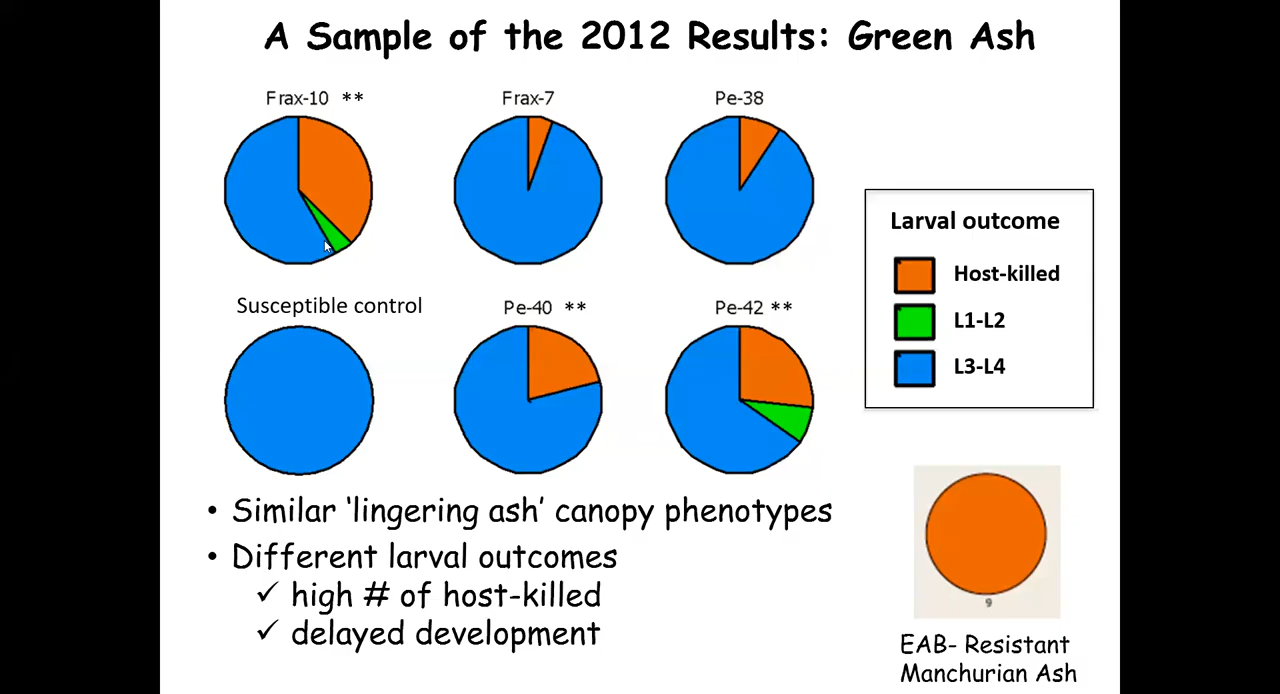 A Sample of the 2012 Results: Green Ash
Frax-10 **
Frax-7
Pe-38
Susceptible control
Pe-40 **
Pe-42 **
Larval outcome
Host-killed
L1-L2
L3-L4
• Similar ‘lingering ash’ canopy phenotypes
• Different larval outcomes
✓ high # of host-killed
✓ delayed development
9
EAB- Resistant
Manchurian Ash